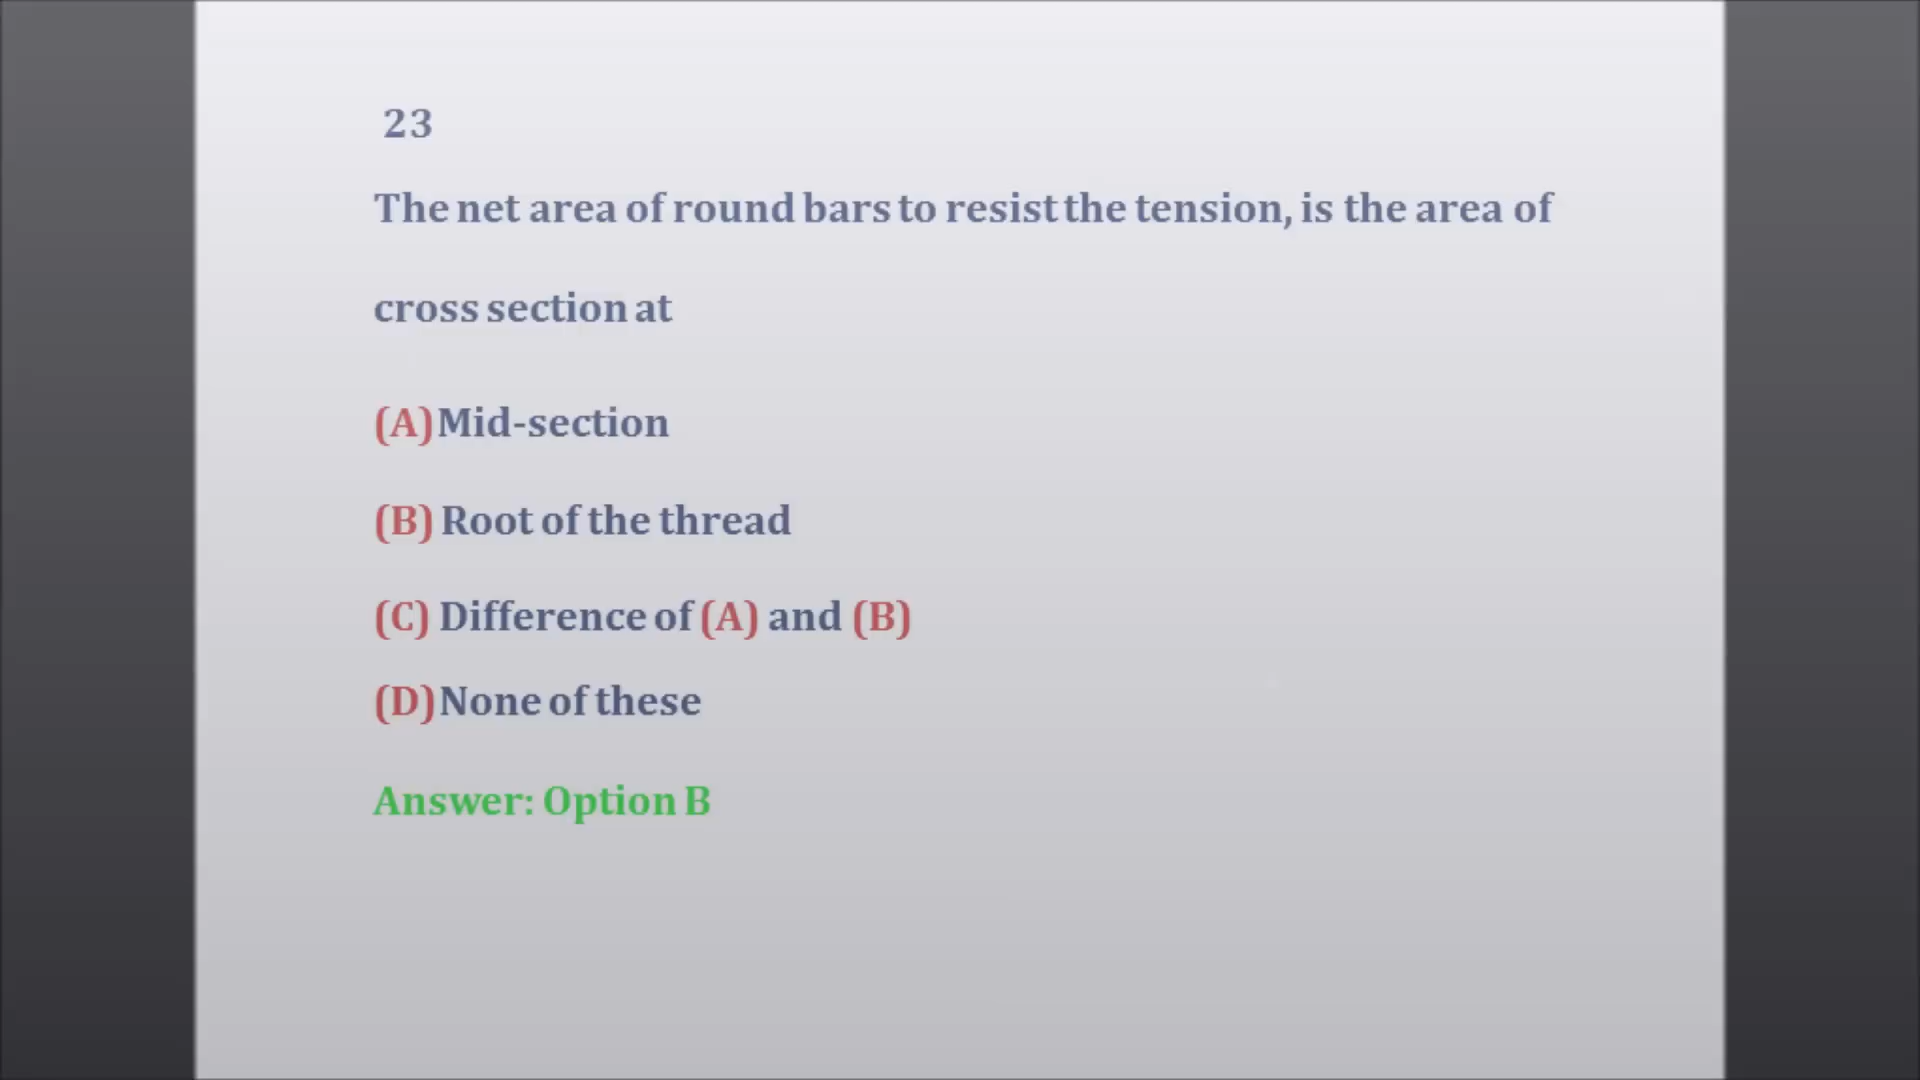 23
The net area of round bars to resist the tension, is the area of
cross section at
(A) Mid-section
(B) Root of the thread
(C) Difference of (A) and (B)
(D) None of these
Answer: Option B